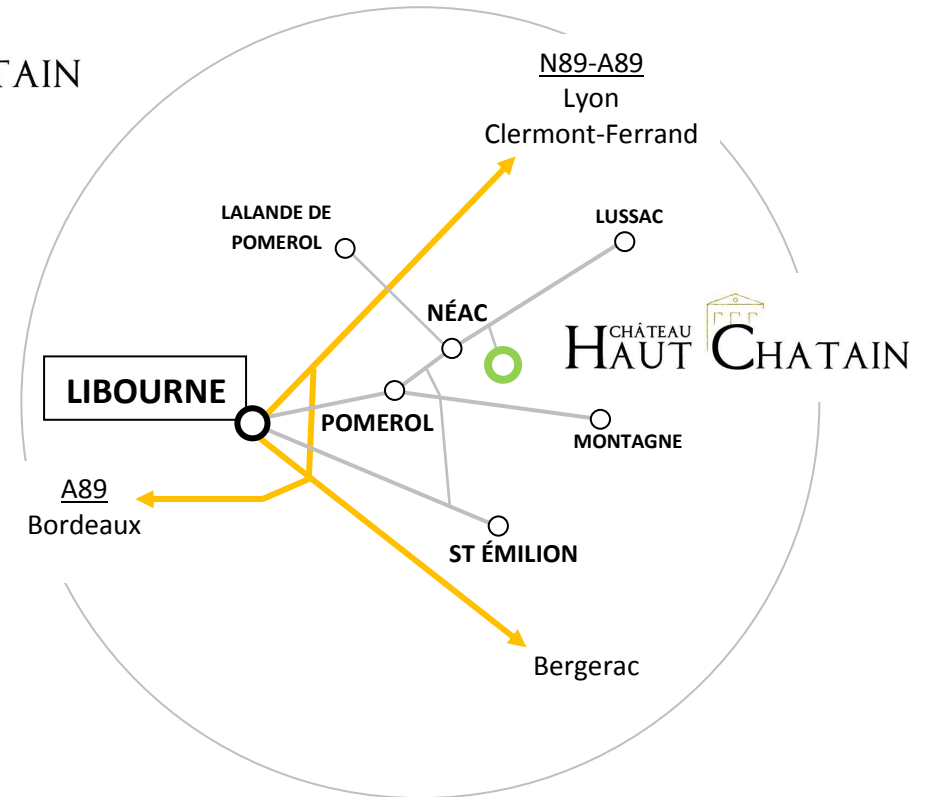 TAIN
N89-A89
Lyon
Clermont-Ferrand
LALANDE DE
POMEROL
LUSSAC
NÉAC
CHÂTEAU
HAUT CHATAIN
LIBOURNE
POMEROL
MONTAGNE
A89
Bordeaux
ST ÉMILION
Bergerac